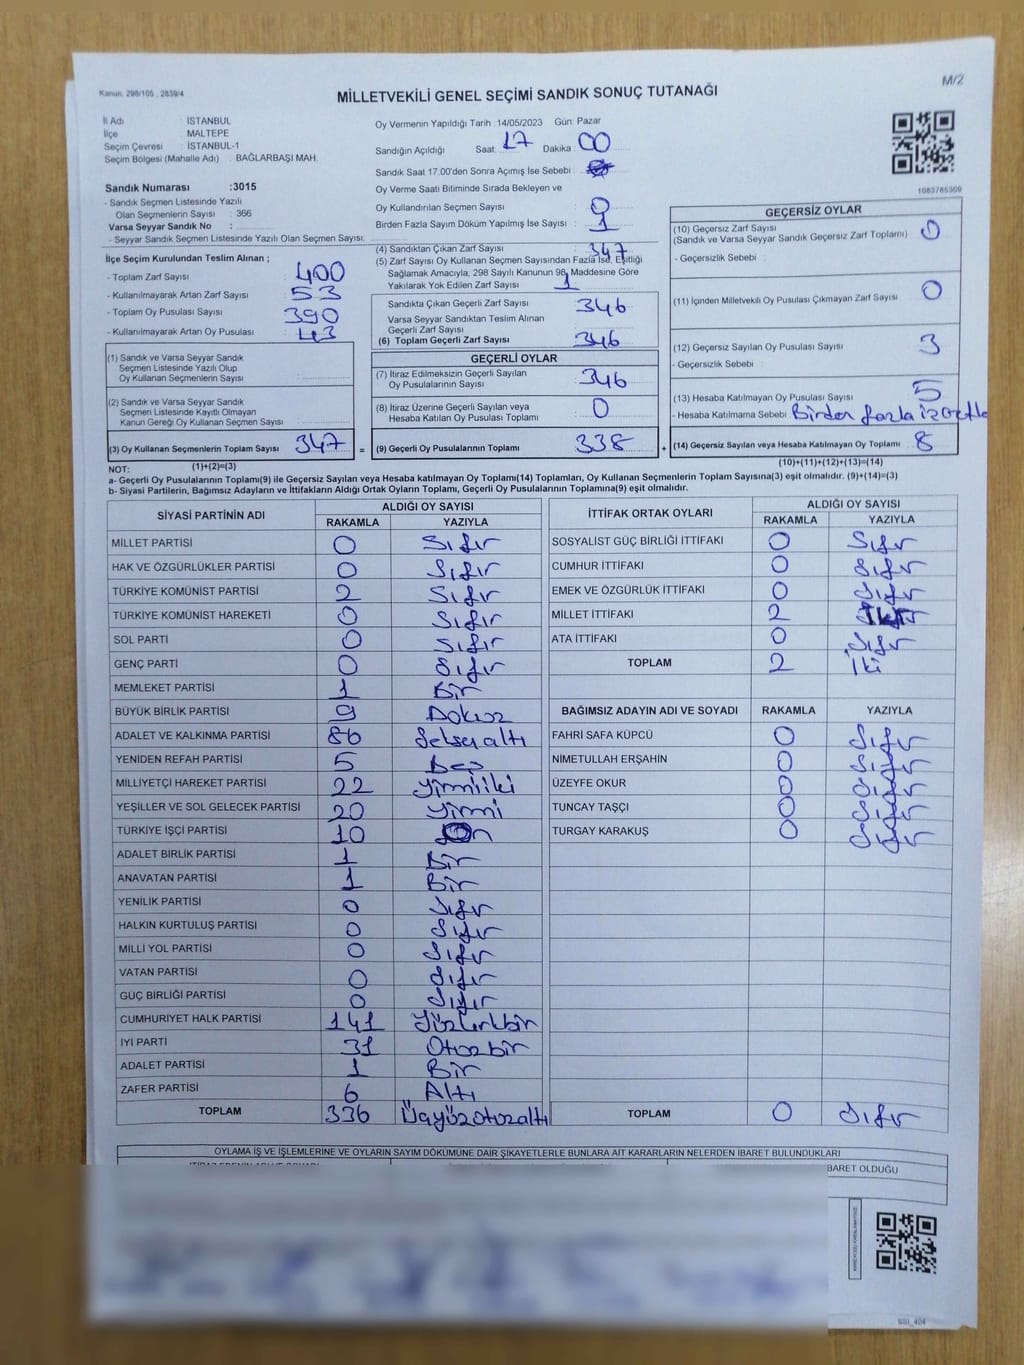 Kanun. 298/105 , 2839/4
M/2
MİLLETVEKİLİ GENEL SEÇİMİ SANDIK SONUÇ TUTANAĞI
İl Adı İSTANBUL
İlçe MALTEPE
Seçim Çevresi : İSTANBUL-1
Seçim Bölgesi (Mahalle Adı) : BAĞLARBAŞI MAH.
Sandık Numarası :3015
- Sandık Seçmen Listesinde Yazılı
Olan Seçmenlerin Sayısı : 366
Varsa Seyyar Sandık No :
- Seyyar Sandık Seçmen Listesinde Yazılı Olan Seçmen Sayısı:
İlçe Seçim Kurulundan Teslim Alınan ;
- Toplam Zarf Sayısı : 400
- Kullanılmayarak Artan Zarf Sayısı : 53
- Toplam Oy Pusulası Sayısı : 390
- Kullanılmayarak Artan Oy Pusulası : 43
(1) Sandık ve Varsa Seyyar Sandık
Seçmen Listesinde Yazılı Olup
Oy Kullanan Seçmenlerin Sayısı :
(2) Sandık ve Varsa Seyyar Sandık
Seçmen Listesinde Kayıtlı Olmayan
Kanun Gereği Oy Kullanan Seçmen Sayısı :
(3) Oy Kullanan Seçmenlerin Toplam Sayısı : 347
(1)+(2)=(3)
Oy Vermenin Yapıldığı Tarih :14/05/2023 Gün: Pazar
Sandığın Açıldığı Saat: 17 Dakika : 00
Sandık Saat 17.00'den Sonra Açımış İse Sebebi :
Oy Verme Saati Bitiminde Sırada Bekleyen ve
Oy Kullandırılan Seçmen Sayısı : 0
Birden Fazla Sayım Döküm Yapılmış İse Sayısı : 1
(4) Sandıktan Çıkan Zarf Sayısı : 347
(5) Zarf Sayısı Oy Kullanan Seçmen Sayısından Fazla İse, Eşitliği
Sağlamak Amacıyla, 298 Sayılı Kanunun 98. Maddesine Göre
Yakılarak Yok Edilen Zarf Sayısı : 1
Sandıkta Çıkan Geçerli Zarf Sayısı : 346
Varsa Seyyar Sandıktan Teslim Alınan
Geçerli Zarf Sayısı
(6) Toplam Geçerli Zarf Sayısı : 346
GEÇERLİ OYLAR
(7) İtiraz Edilmeksizin Geçerli Sayılan
Oy Pusulalarının Sayısı : 346
(8) İtiraz Üzerine Geçerli Sayılan veya
Hesaba Katılan Oy Pusulası Toplamı : 0
= (9) Geçerli Oy Pusulalarının Toplamı : 338 +
GEÇERSİZ OYLAR
1083785309
(10) Geçersiz Zarf Sayısı
(Sandık ve Varsa Seyyar Sandık Geçersiz Zarf Toplamı) : 0
- Geçersizlik Sebebi :
(11) İçinden Milletvekili Oy Pusulası Çıkmayan Zarf Sayısı : 0
(12) Geçersiz Sayılan Oy Pusulası Sayısı : 3
- Geçersizlik Sebebi :
(13) Hesaba Katılmayan Oy Pusulası Sayısı : 5
- Hesaba Katılmama Sebebi : Birden fazla
(14) Geçersiz Sayılan veya Hesaba Katılmayan Oy Toplamı : 8
(10)+(11)+(12)+(13)=(14)
NOT:
a- Geçerli Oy Pusulalarının Toplamı(9) ile Geçersiz Sayılan veya Hesaba katılmayan Oy Toplamı(14) Toplamları, Oy Kullanan Seçmenlerin Toplam Sayısına(3) eşit olmalıdır. (9)+(14)=(3)
b- Siyasi Partilerin, Bağımsız Adayların ve İttifakların Aldığı Ortak Oyların Toplamı, Geçerli Oy Pusulalarının Toplamına(9) eşit olmalıdır.
SİYASİ PARTİNİN ADI ALDIĞI OY SAYISI
RAKAMLA YAZIYLA
MİLLET PARTİSİ 0 Sıfır
HAK VE ÖZGÜRLÜKLER PARTİSİ 0 Sıfır
TÜRKİYE KOMÜNİST PARTİSİ 2 Sıfır
TÜRKİYE KOMÜNİST HAREKETİ 0 Sıfır
SOL PARTİ 0 Sıfır
GENÇ PARTİ 0 Sıfır
MEMLEKET PARTİSİ 1 Bir
BÜYÜK BİRLİK PARTİSİ 9 Dokuz
ADALET VE KALKINMA PARTİSİ 86 Seksenaltı
YENİDEN REFAH PARTİSİ 5 Beş
MİLLİYETÇİ HAREKET PARTİSİ 22 Yirmiiki
YEŞİLLER VE SOL GELECEK PARTİSİ 20 Yirmi
TÜRKİYE İŞÇİ PARTİSİ 10 On
ADALET BİRLİK PARTİSİ 1 Bir
ANAVATAN PARTİSİ 1 Bir
YENİLİK PARTİSİ 0 Sıfır
HALKIN KURTULUŞ PARTİSİ 0 Sıfır
MİLLİ YOL PARTİSİ 0 Sıfır
VATAN PARTİSİ 0 Sıfır
GÜÇ BİRLİĞİ PARTİSİ 0 Sıfır
CUMHURİYET HALK PARTİSİ 141 Yüzkırkbir
İYİ PARTİ 31 Otuzbir
ADALET PARTİSİ 1 Bir
ZAFER PARTİSİ 6 Altı
TOPLAM 336 Üçyüzotuzaltı
İTTİFAK ORTAK OYLARI ALDIĞI OY SAYISI
RAKAMLA YAZIYLA
SOSYALİST GÜÇ BİRLİĞİ İTTİFAKI 0 Sıfır
CUMHUR İTTİFAKI 0 Sıfır
EMEK VE ÖZGÜRLÜK İTTİFAKI 0 Sıfır
MİLLET İTTİFAKI 2 İki
ATA İTTİFAKI 0 Sıfır
TOPLAM 2 İki
BAĞIMSIZ ADAYIN ADI VE SOYADI RAKAMLA YAZIYLA
FAHRİ SAFA KÜPCÜ 0 Sıfır
NİMETULLAH ERŞAHİN 0 Sıfır
ÜZEYFE OKUR 0 Sıfır
TUNCAY TAŞÇI 0 Sıfır
TURGAY KARAKUŞ 0 Sıfır
TOPLAM 0 Sıfır
OYLAMA İŞ VE İŞLEMLERİNE VE OYLARIN SAYIM DÖKÜMÜNE DAİR ŞİKAYETLERLE BUNLARA AİT KARARLARIN NELERDEN İBARET BULUNDUKLARI
BARET OLDUĞU